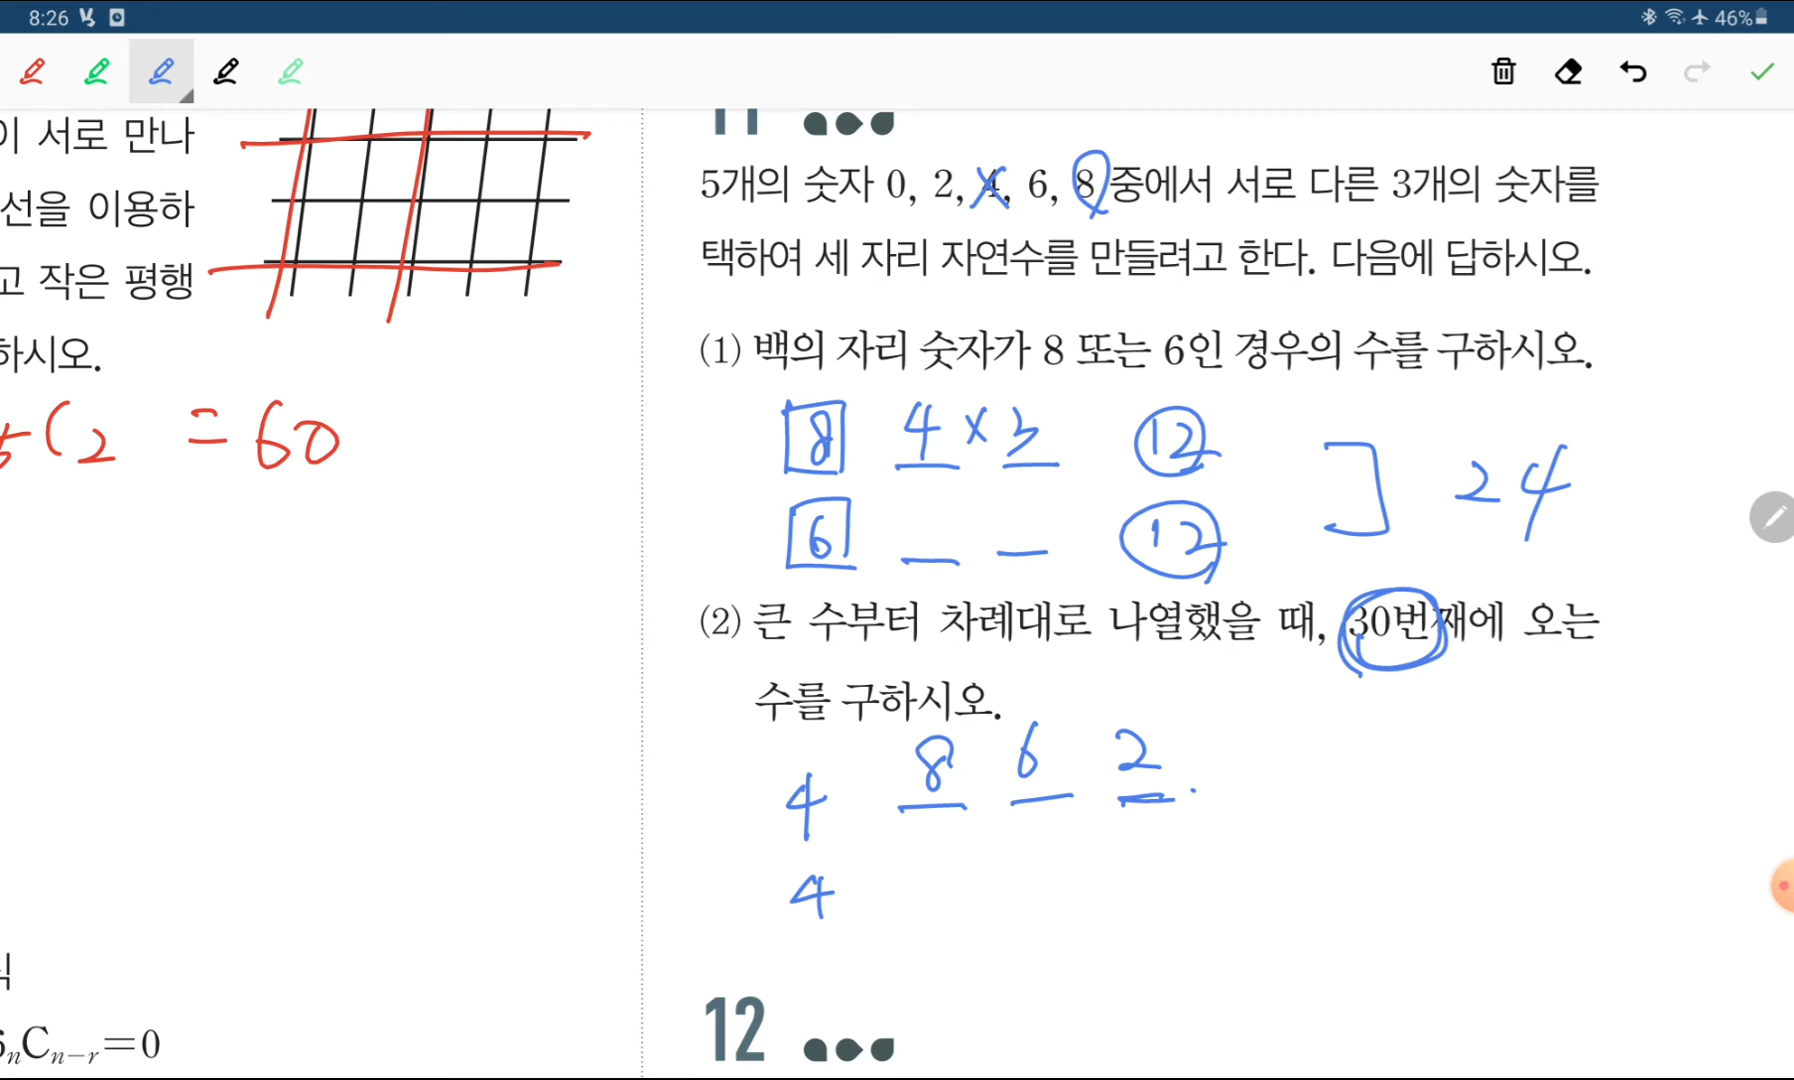 8:26
46%
이 서로 만나
선을 이용하
고 작은 평행
하시오.
5C2 = 60
식
6nCn-r=0
11
5개의 숫자 0, 2, 4, 6, 8 중에서 서로 다른 3개의 숫자를
택하여 세 자리 자연수를 만들려고 한다. 다음에 답하시오.
(1) 백의 자리 숫자가 8 또는 6인 경우의 수를 구하시오.
8 4 × 3 12
6 12
24
(2) 큰 수부터 차례대로 나열했을 때, 30번째에 오는
수를 구하시오.
4 8 6 2
4
12